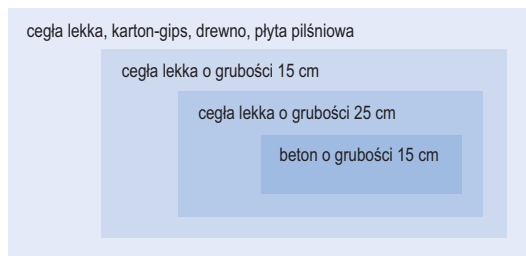 cegła lekka, karton-gips, drewno, płyta pilśniowa
cegła lekka o grubości 15 cm
cegła lekka o grubości 25 cm
beton o grubości 15 cm